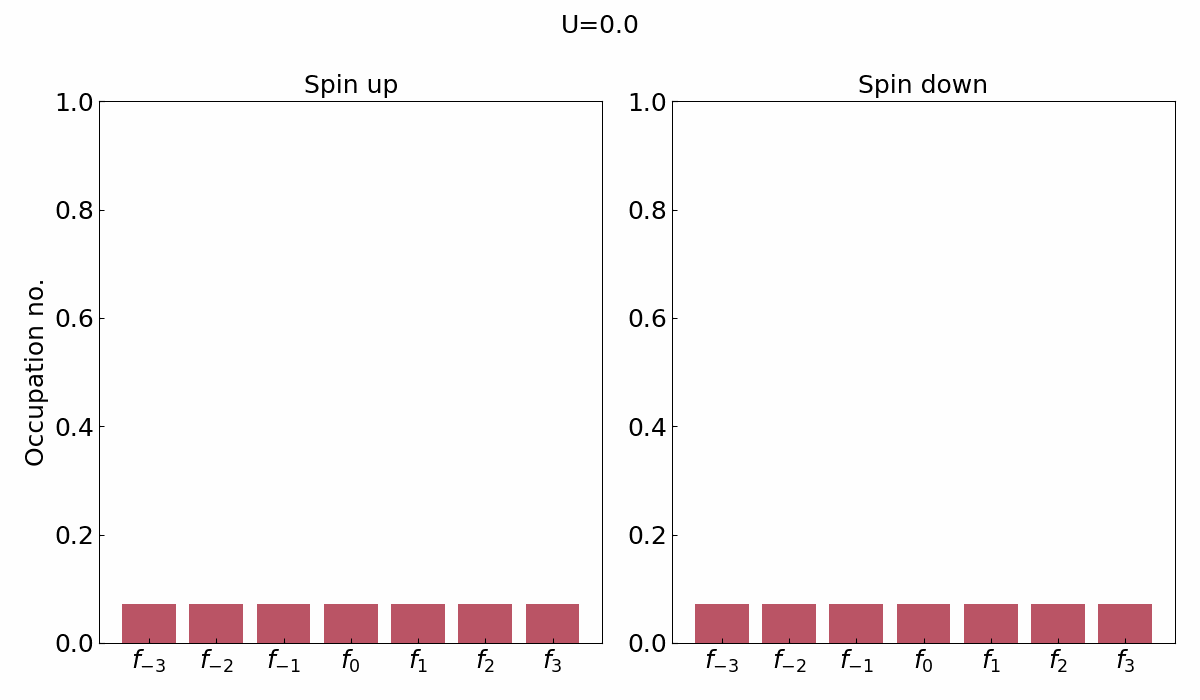 U=0.0
Spin up
Spin down
Occupation no.
1.0
0.8
0.6
0.4
0.2
0.0
f₋₃ f₋₂ f₋₁ f₀ f₁ f₂ f₃
1.0
0.8
0.6
0.4
0.2
0.0
f₋₃ f₋₂ f₋₁ f₀ f₁ f₂ f₃